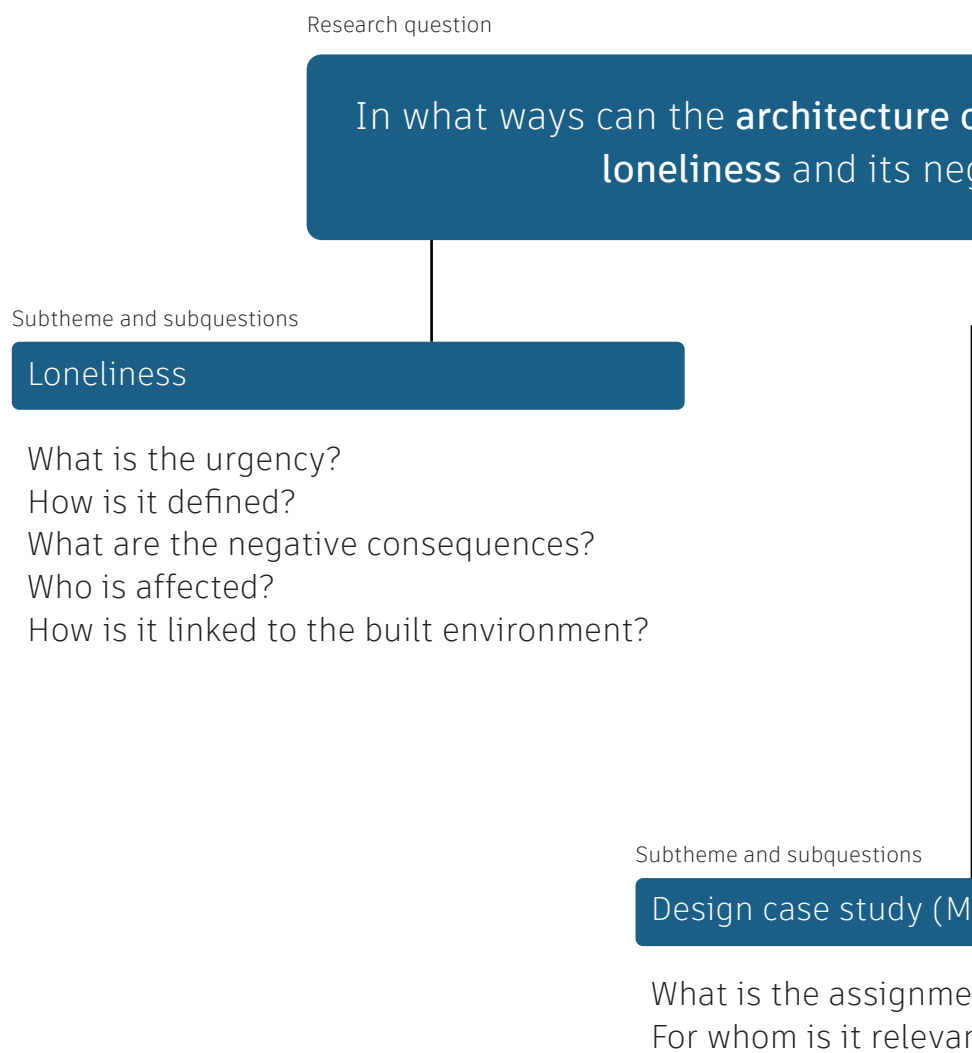 Research question
In what ways can the architecture
loneliness and its
Subtheme and subquestions
Loneliness
What is the urgency?
How is it defined?
What are the negative consequences?
Who is affected?
How is it linked to the built environment?
Subtheme and subquestions
Design case study
What is the
For whom is it